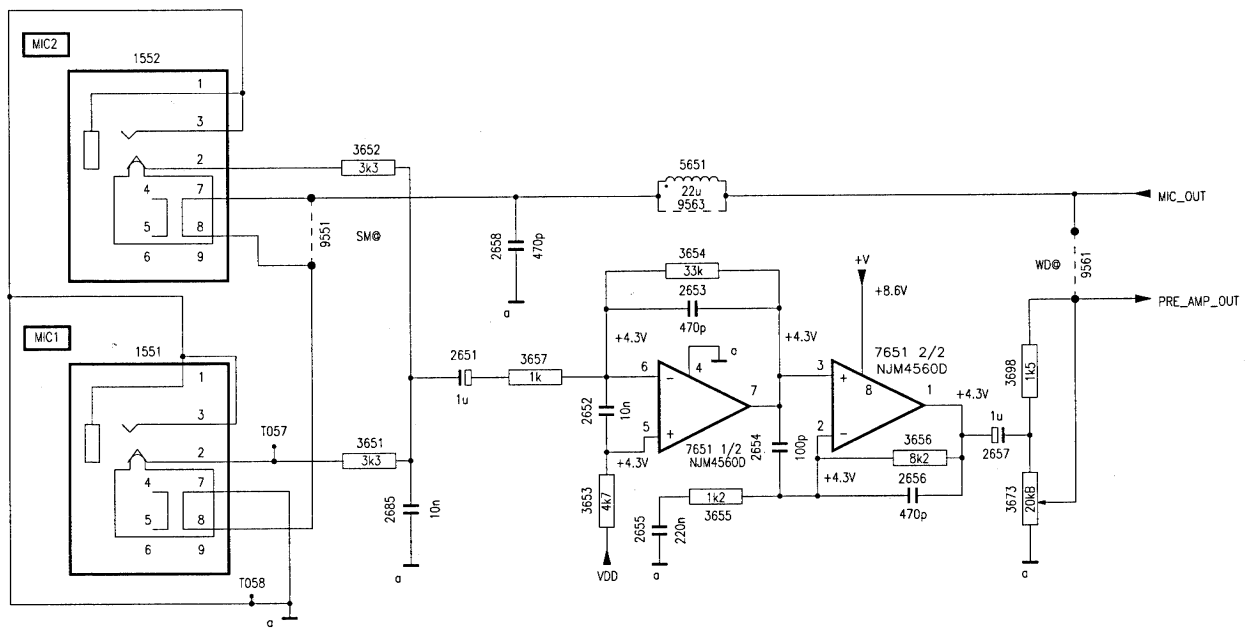 MIC2
1552
1
3
2
4
7
5
8
6
9
9551
SM@
3652
3k3
5651
22u
9563
MIC_OUT
2658
470p
a
3654
33k
2653
470p
+V
+8.6V
WD@
9561
PRE_AMP_OUT
MIC1
1551
1
3
2
4
7
5
8
6
9
T057
T058
a
3651
3k3
2685
10n
a
2651
1u
3657
1k
+4.3V
6
−
5
+
4
a
7
7651 1/2
NJM4560D
2652
10n
+4.3V
3653
4k7
VDD
+4.3V
2654
100p
3
+
2
−
8
1
7651 2/2
NJM4560D
+4.3V
+4.3V
3656
8k2
2656
470p
1k2
3655
2655
220n
a
1u
2657
3698
1k5
3673
20kB
a